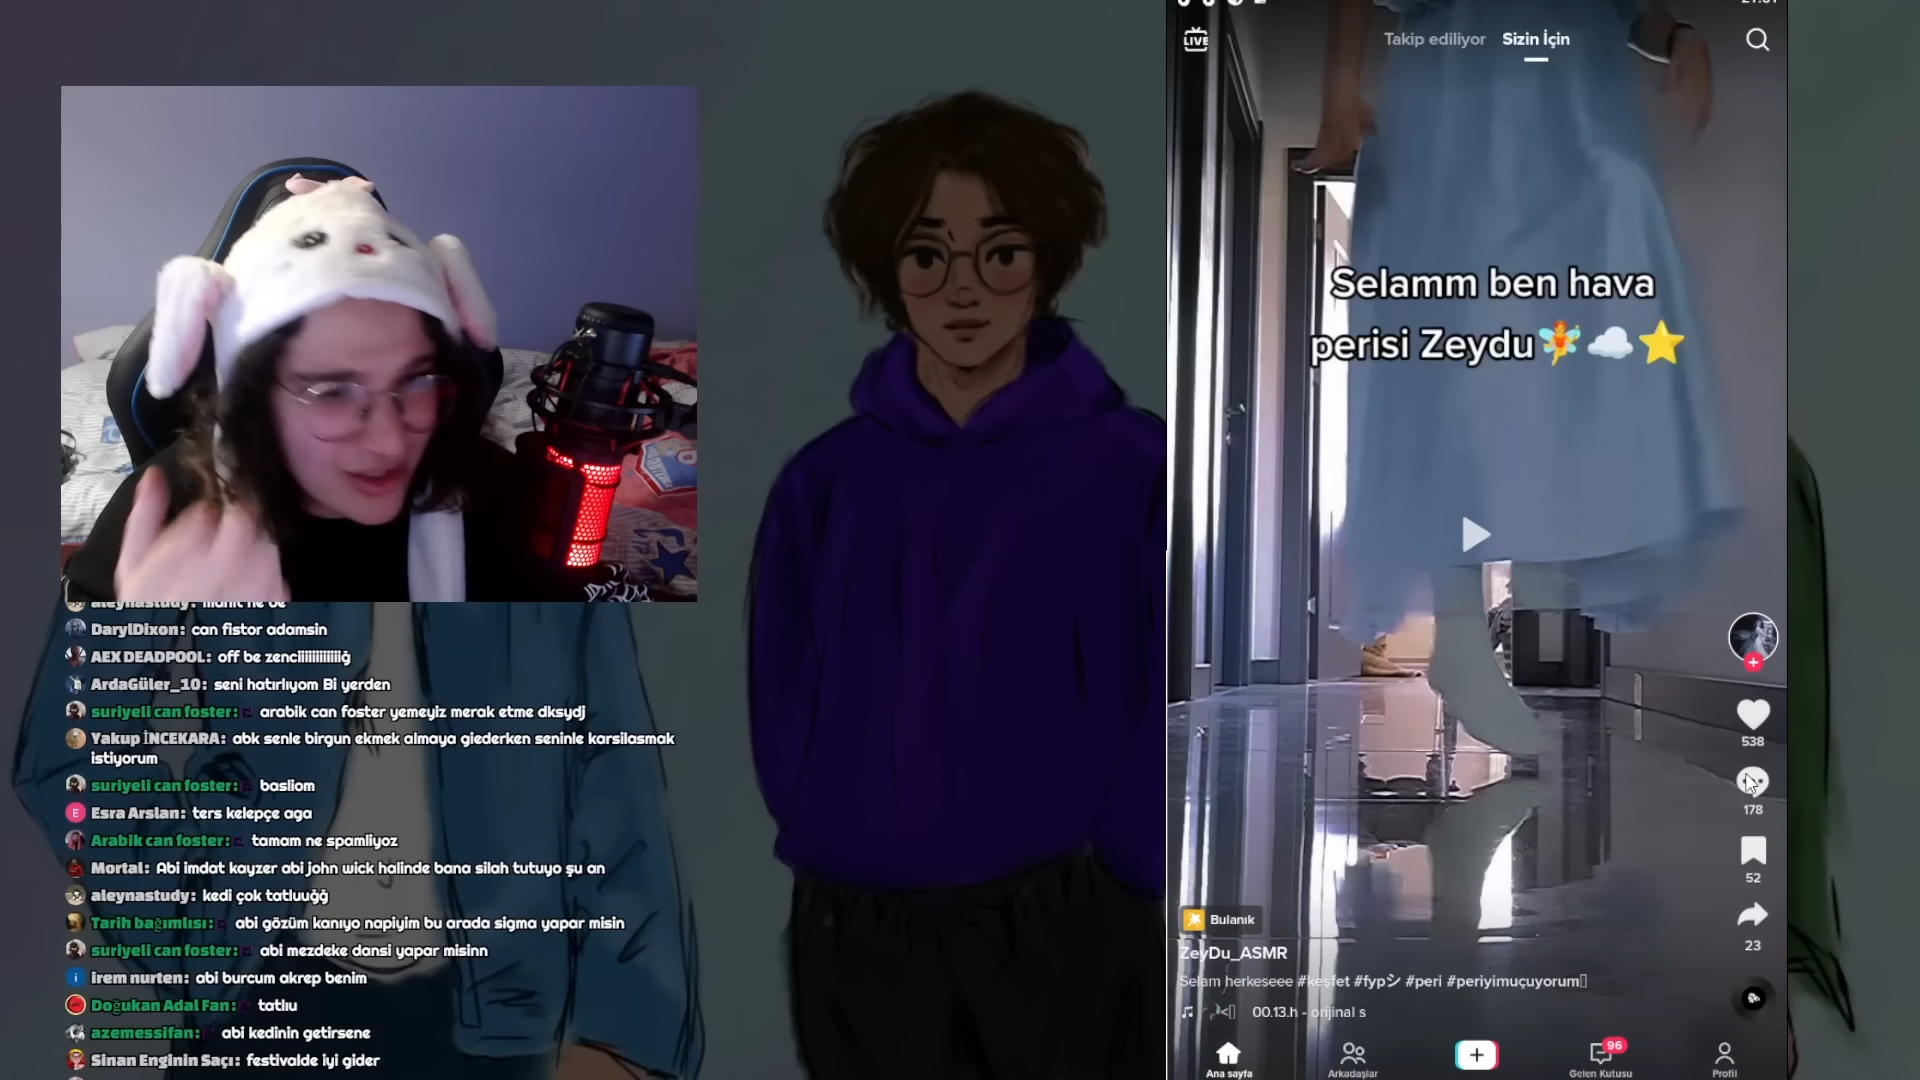 LIVE
Takip ediliyor
Sizin İçin
Selamm ben hava
perisi Zeydu🧚☁️⭐
538
178
52
23
Bulanık
ZeyDu_ASMR
Selam herkeseee #keşfet #fypシ #peri #periyimuçuyorum
00.13.h - orijinal s
Ana sayfa
Arkadaşlar
96
Gelen Kutusu
Profil
DarylDixon: can fistor adamsin
AEX DEADPOOL: off be zenciiiiiiiiiiiiğ
ArdaGüler_10: seni hatırlıyom Bi yerden
suriyeli can foster: arabik can foster yemeyiz merak etme dksydj
Yakup İNCEKARA: abk senle birgun ekmek almaya giederken seninle karsilasmak
istiyorum
suriyeli can foster: basliom
E
Esra Arslan: ters kelepçe aga
Arabik can foster: tamam ne spamliyoz
Mortal: Abi imdat kayzer abi john wick halinde bana silah tutuyo şu an
aleynastudy: kedi çok tatluuğğ
Tarih bağımlısı: abi gözüm kanıyo napiyim bu arada sigma yapar misin
suriyeli can foster: abi mezdeke dansi yapar misinn
i
irem nurten: abi burcum akrep benim
Doğukan Adal Fan: tatlıu
azemessifan: abi kedinin getirsene
Sinan Enginin Saçı: festivalde iyi gider